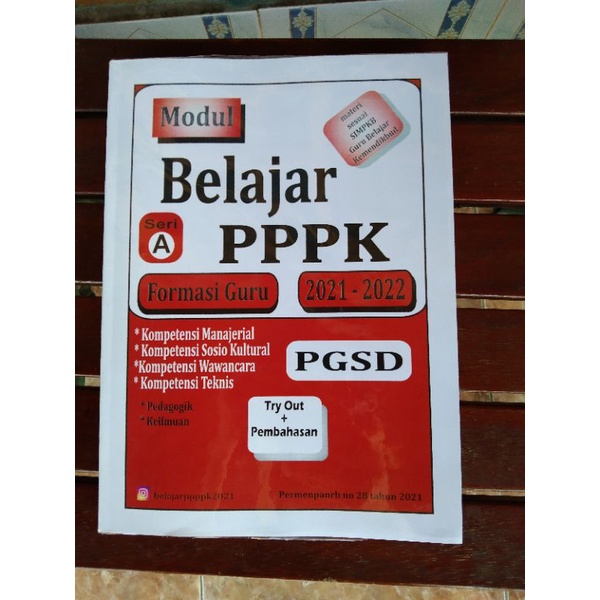 Modul
materi
sesuai
SIMPKB
Guru Belajar
Kemendikbud
Belajar
Seri
A
PPPK
Formasi Guru
2021 - 2022
* Kompetensi Manajerial
* Kompetensi Sosio Kultural
*Kompetensi Wawancara
* Kompetensi Teknis
PGSD
* Pedagogik
* Keilmuan
Try Out
+
Pembahasan
belajarppppk2021
Permenpanrb no 28 tahun 2021